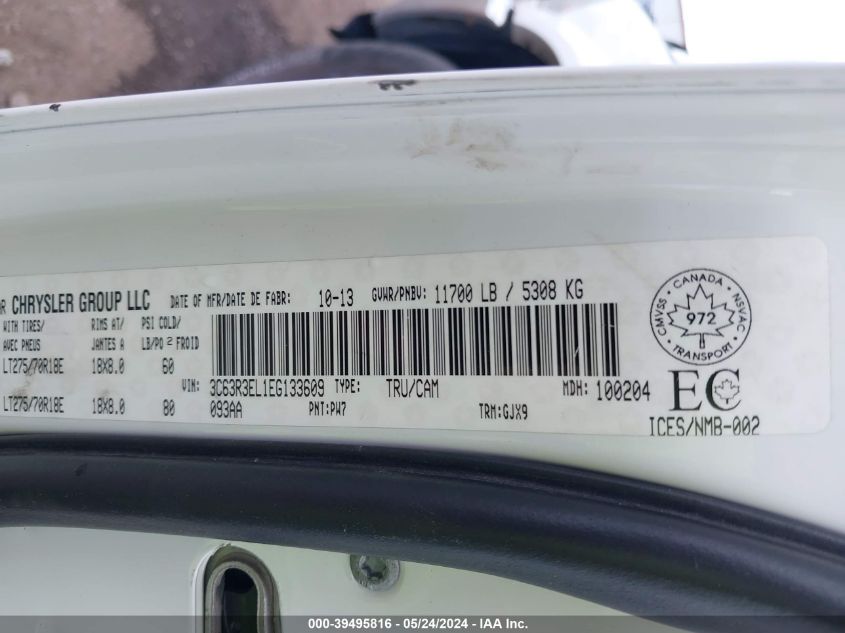 OR CHRYSLER GROUP LLC DATE OF MFR/DATE DE FABR: 10-13 GVWR/PNBV: 11700 LB / 5308 KG
WITH TIRES/ RIMS AT/ PSI COLD/
AVEC PNEUS JANTES A LB/PO² FROID
LT275/70R18E 18X8.0 60
VIN: 3C63R3EL1EG133609 TYPE: TRU/CAM MDH: 100204
LT275/70R18E 18X8.0 80 093AA PNT:PW7 TRM:GJX9
CANADA
CMVSS 972 NSVAC
TRANSPORT
EC
ICES/NMB-002
000-39495816 - 05/24/2024 - IAA Inc.